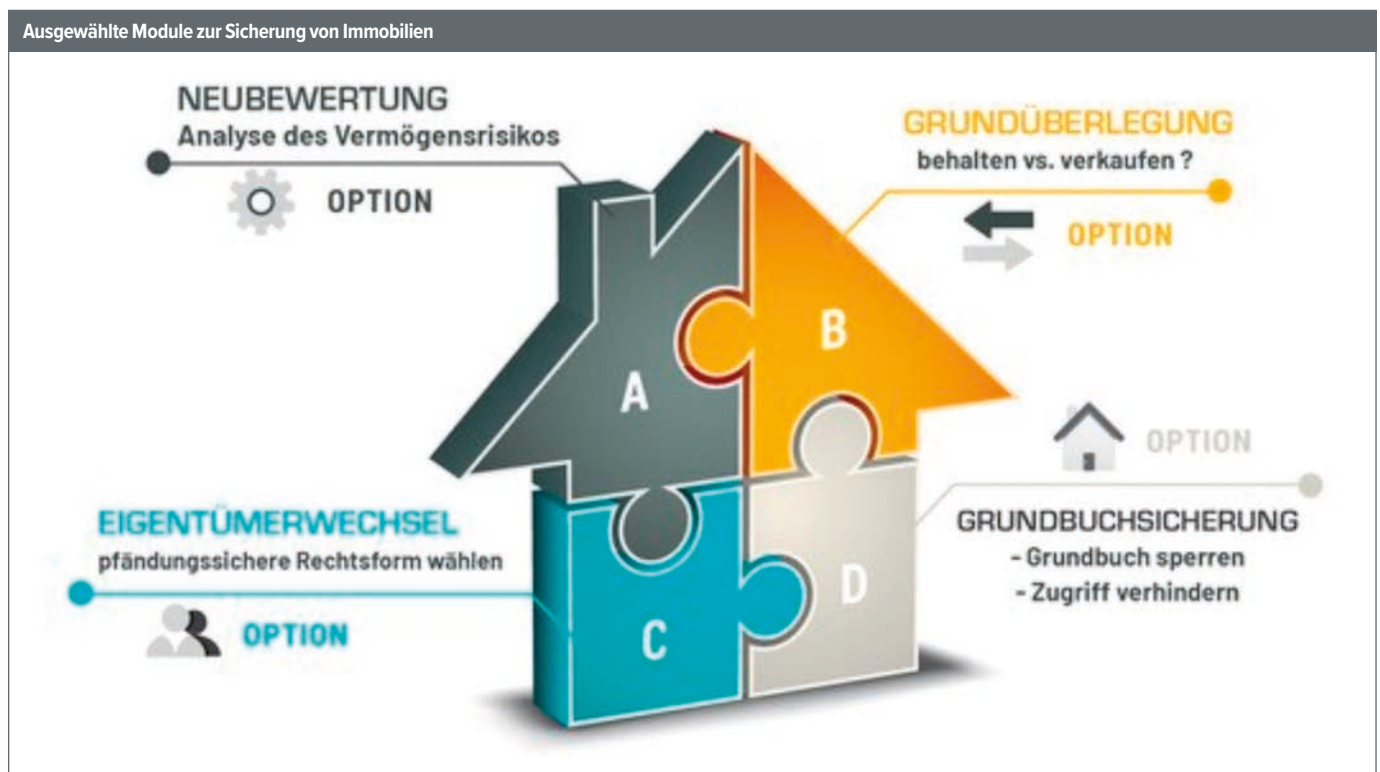 Ausgewählte Module zur Sicherung von Immobilien
NEUBEWERTUNG
Analyse des Vermögensrisikos
OPTION
GRUNDÜBERLEGUNG
behalten vs. verkaufen ?
OPTION
A
B
OPTION
GRUNDBUCHSICHERUNG
- Grundbuch sperren
- Zugriff verhindern
EIGENTÜMERWECHSEL
pfändungssichere Rechtsform wählen
OPTION
C
D